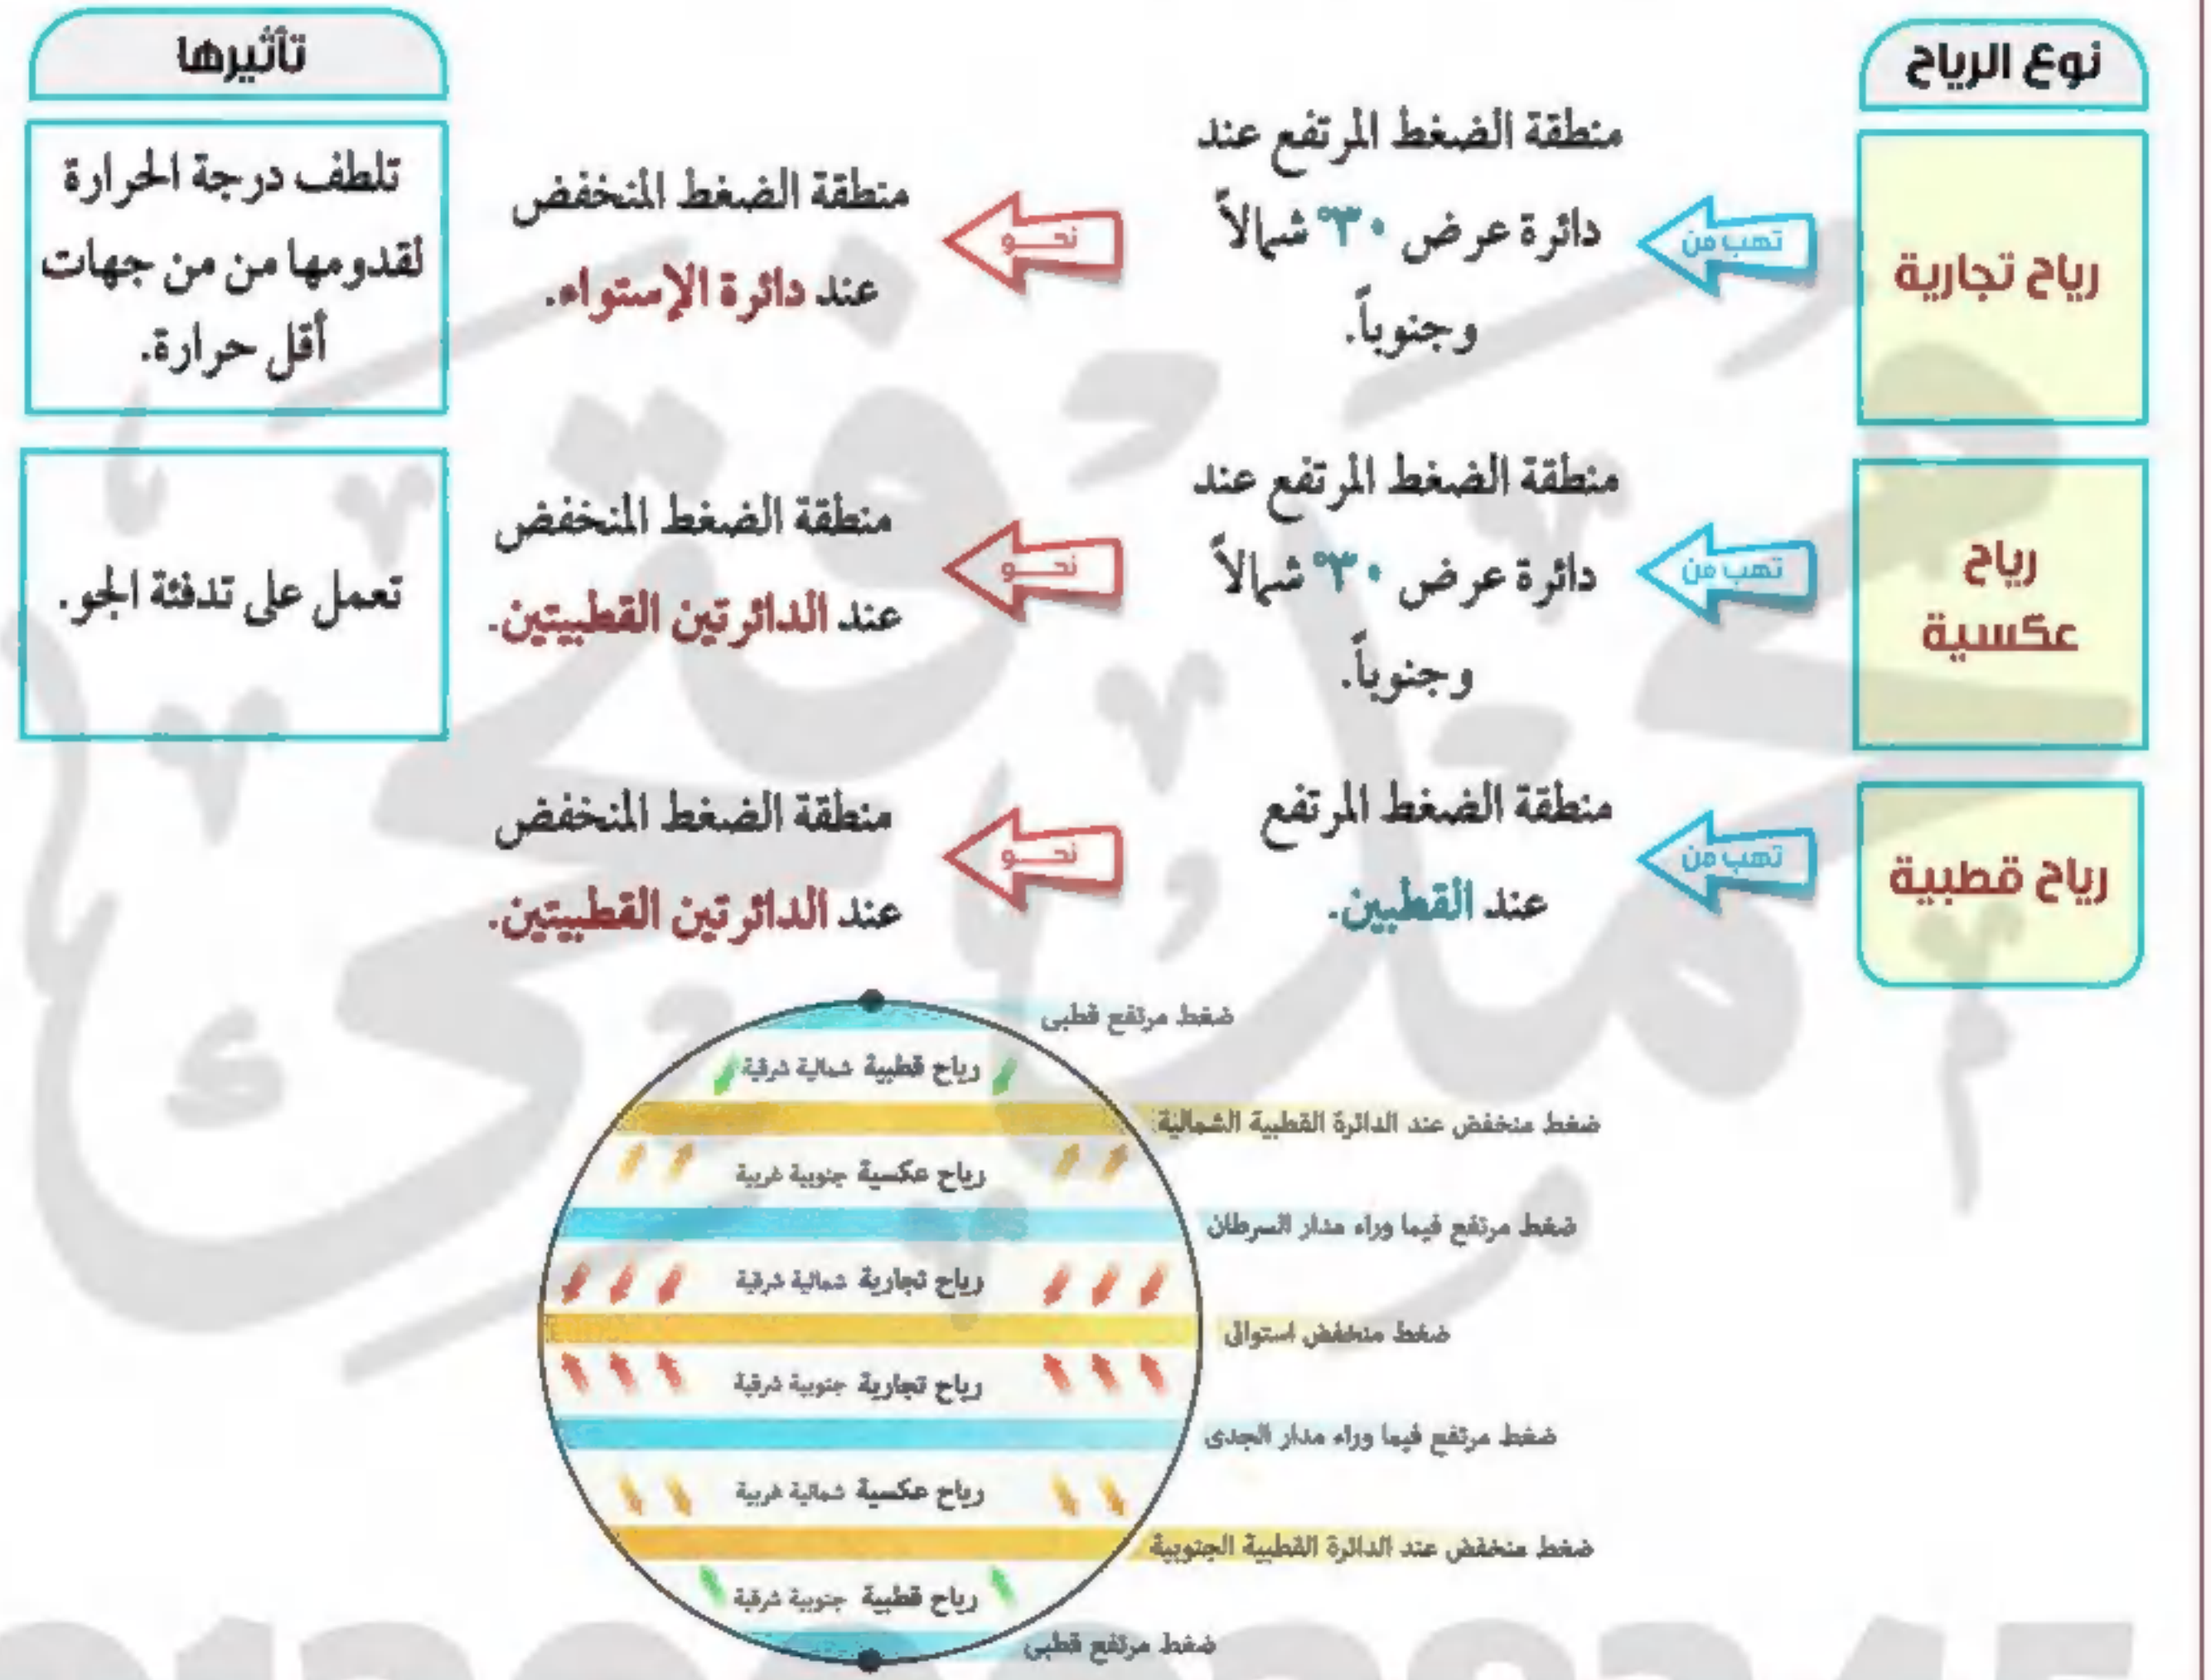 نوع الرياح
تأثيرها
رياح تجارية
تهب من
منطقة الضغط المرتفع عند
دائرة عرض ٣٠° شمالاً
وجنوباً.
نحـــو
منطقة الضغط المنخفض
عند دائرة الإستواء.
تلطف درجة الحرارة
لقدومها من من جهات
أقل حرارة.
رياح
عكسية
تهب من
منطقة الضغط المرتفع عند
دائرة عرض ٣٠° شمالاً
وجنوباً.
نحـــو
منطقة الضغط المنخفض
عند الدائرتين القطبيتين.
تعمل على تدفئة الجو.
رياح قطبية
تهب من
منطقة الضغط المرتفع
عند القطبين.
نحـــو
منطقة الضغط المنخفض
عند الدائرتين القطبيتين.
ضغط مرتفع قطبى
رياح قطبية شمالية شرقية
ضغط منخفض عند الدائرة القطبية الشمالية
رياح عكسية جنوبية غربية
ضغط مرتفع فيما وراء مدار السرطان
رياح تجارية شمالية شرقية
ضغط منخفض استوائى
رياح تجارية جنوبية شرقية
ضغط مرتفع فيما وراء مدار الجدى
رياح عكسية شمالية غربية
ضغط منخفض عند الدائرة القطبية الجنوبية
رياح قطبية جنوبية شرقية
ضغط مرتفع قطبى